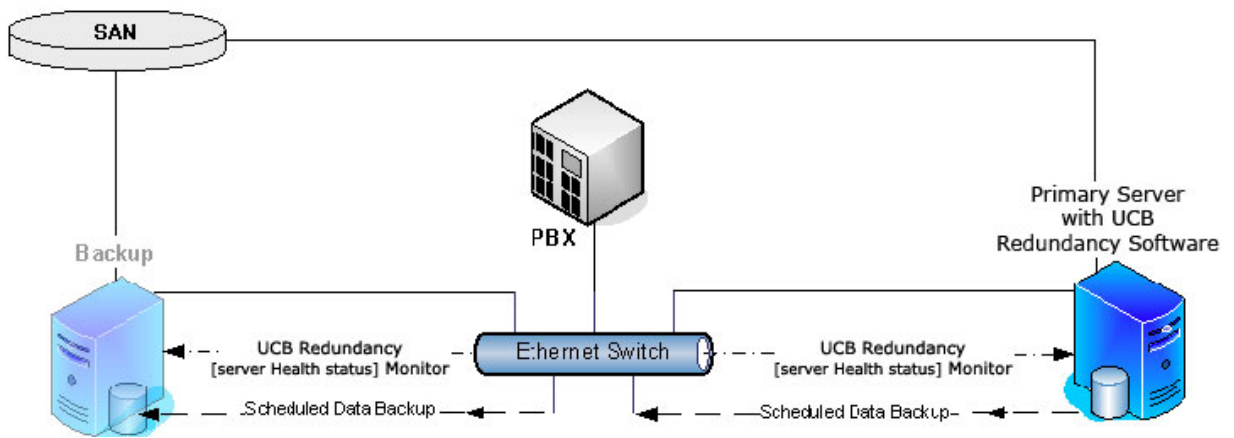 SAN
PBX
Primary Server
with UCB
Redundancy Software
Backup
Ethernet Switch
UCB Redundancy
[server Health status] Monitor
UCB Redundancy
[server Health status] Monitor
Scheduled Data Backup
Scheduled Data Backup